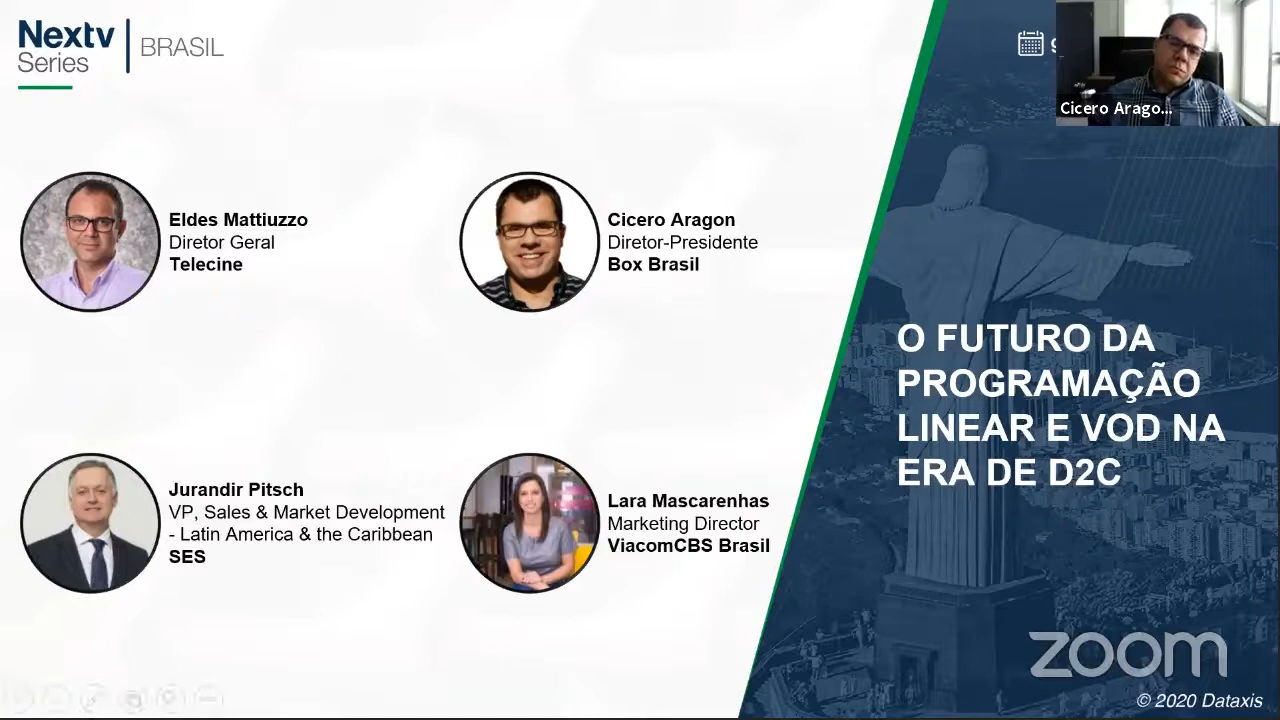 Nextv
Series
BRASIL
Cicero Arago...
Eldes Mattiuzzo
Diretor Geral
Telecine
Cicero Aragon
Diretor-Presidente
Box Brasil
Jurandir Pitsch
VP, Sales & Market Development
- Latin America & the Caribbean
SES
Lara Mascarenhas
Marketing Director
ViacomCBS Brasil
O FUTURO DA
PROGRAMAÇÃO
LINEAR E VOD NA
ERA DE D2C
zoom
© 2020 Dataxis